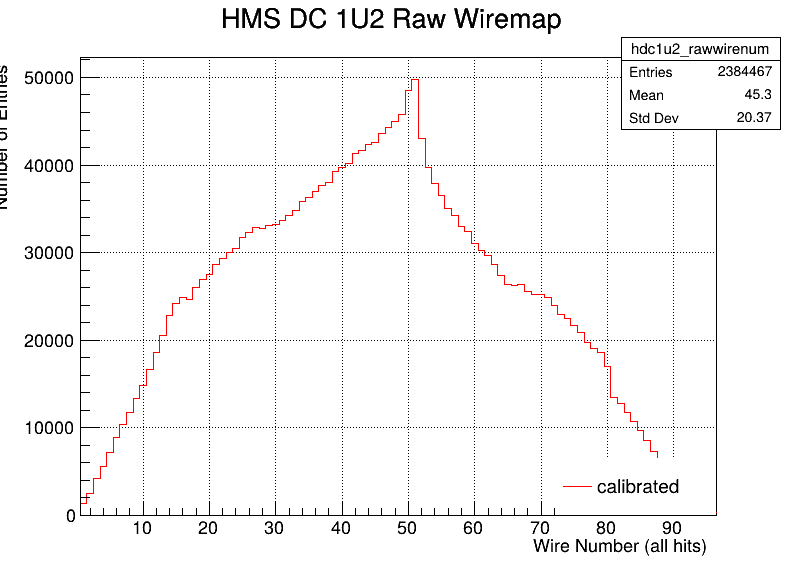 HMS DC 1U2 Raw Wiremap
hdc1u2_rawwirenum
Entries 2384467
Mean 45.3
Std Dev 20.37
Number of Entries
50000
40000
30000
20000
10000
0
calibrated
10 20 30 40 50 60 70 80 90
Wire Number (all hits)